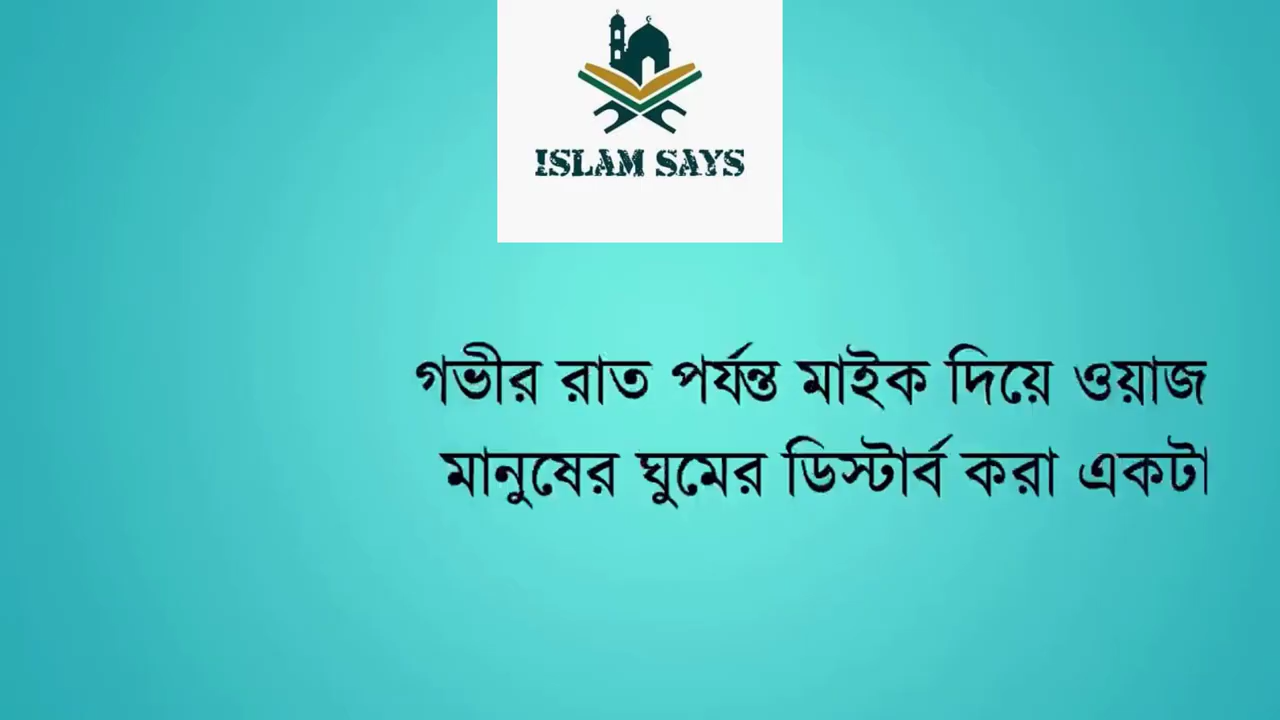 ISLAM SAYS
গভীর রাত পর্যন্ত মাইক দিয়ে ওয়াজ
মানুষের ঘুমের ডিস্টার্ব করা একটা